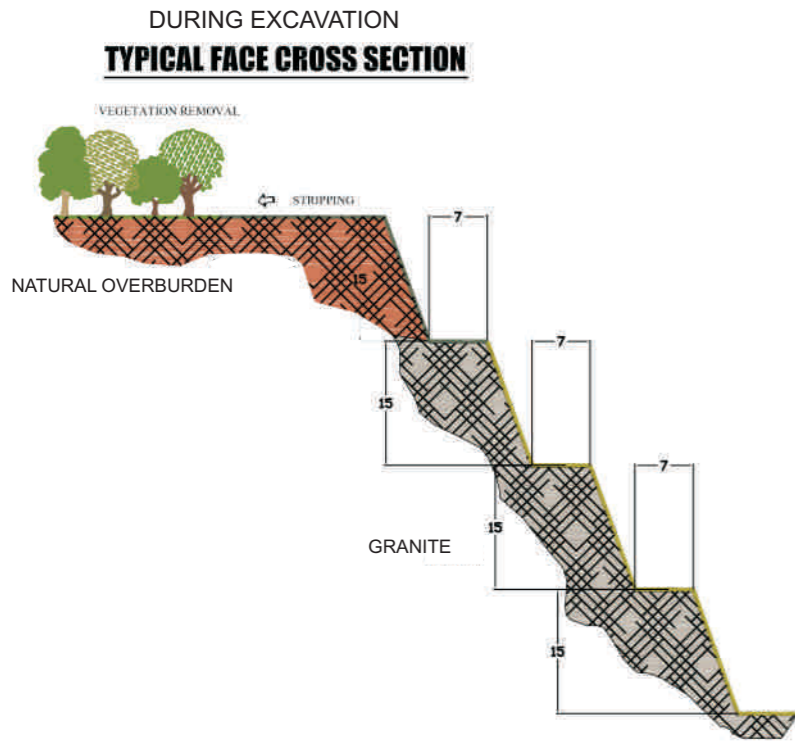 DURING EXCAVATION
TYPICAL FACE CROSS SECTION
VEGETATION REMOVAL
STRIPPING
7
15
NATURAL OVERBURDEN
7
15
7
15
GRANITE
15